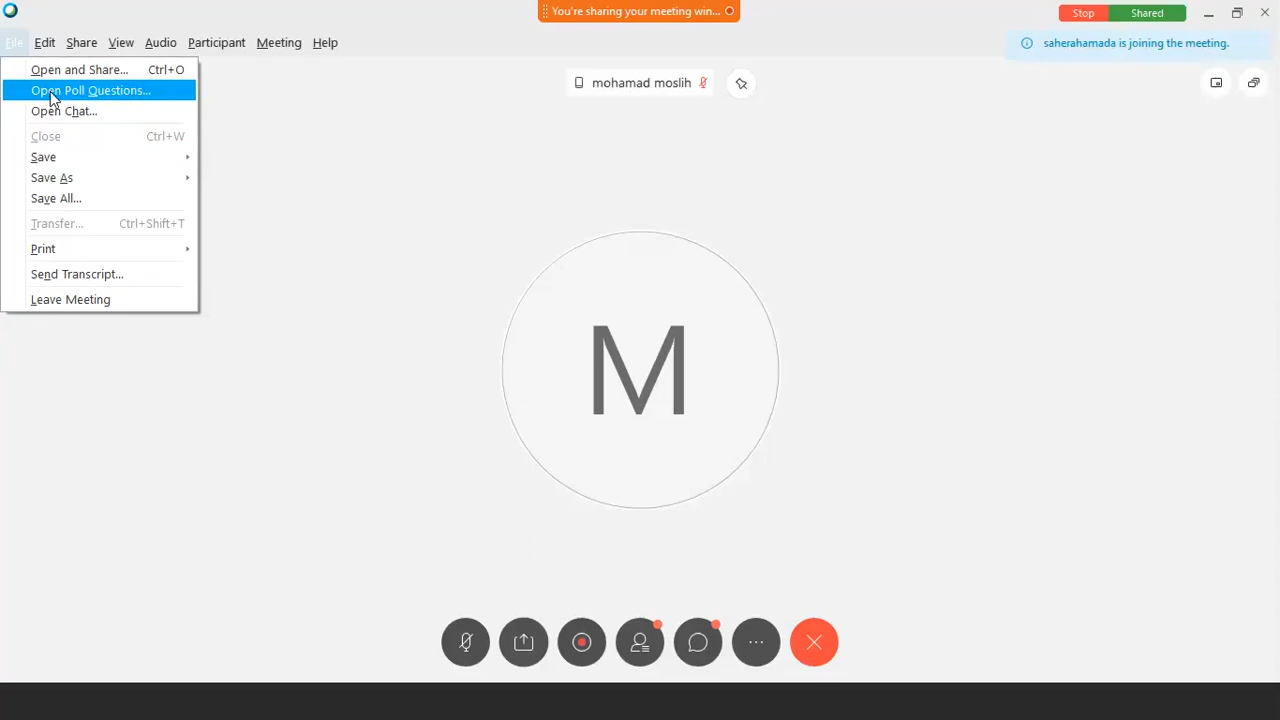 You're sharing your meeting win...
Stop
Shared
File
Edit
Share
View
Audio
Participant
Meeting
Help
saherahamada is joining the meeting.
Open and Share... Ctrl+O
Open Poll Questions...
Open Chat...
Close Ctrl+W
Save
Save As
Save All...
Transfer... Ctrl+Shift+T
Print
Send Transcript...
Leave Meeting
mohamad moslih
M